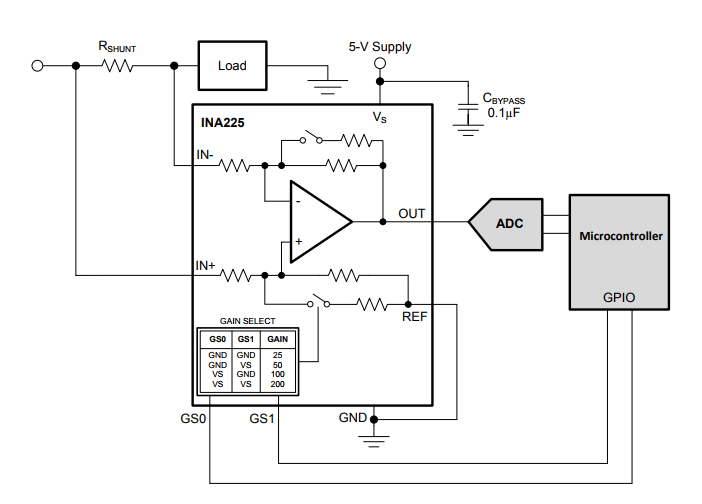 RSHUNT
Load
5-V Supply
CBYPASS
0.1µF
VS
INA225
IN-
-
OUT
ADC
Microcontroller
+
IN+
GPIO
REF
GAIN SELECT
GS0 GS1 GAIN
GND GND 25
GND VS 50
VS GND 100
VS VS 200
GS0
GS1
GND